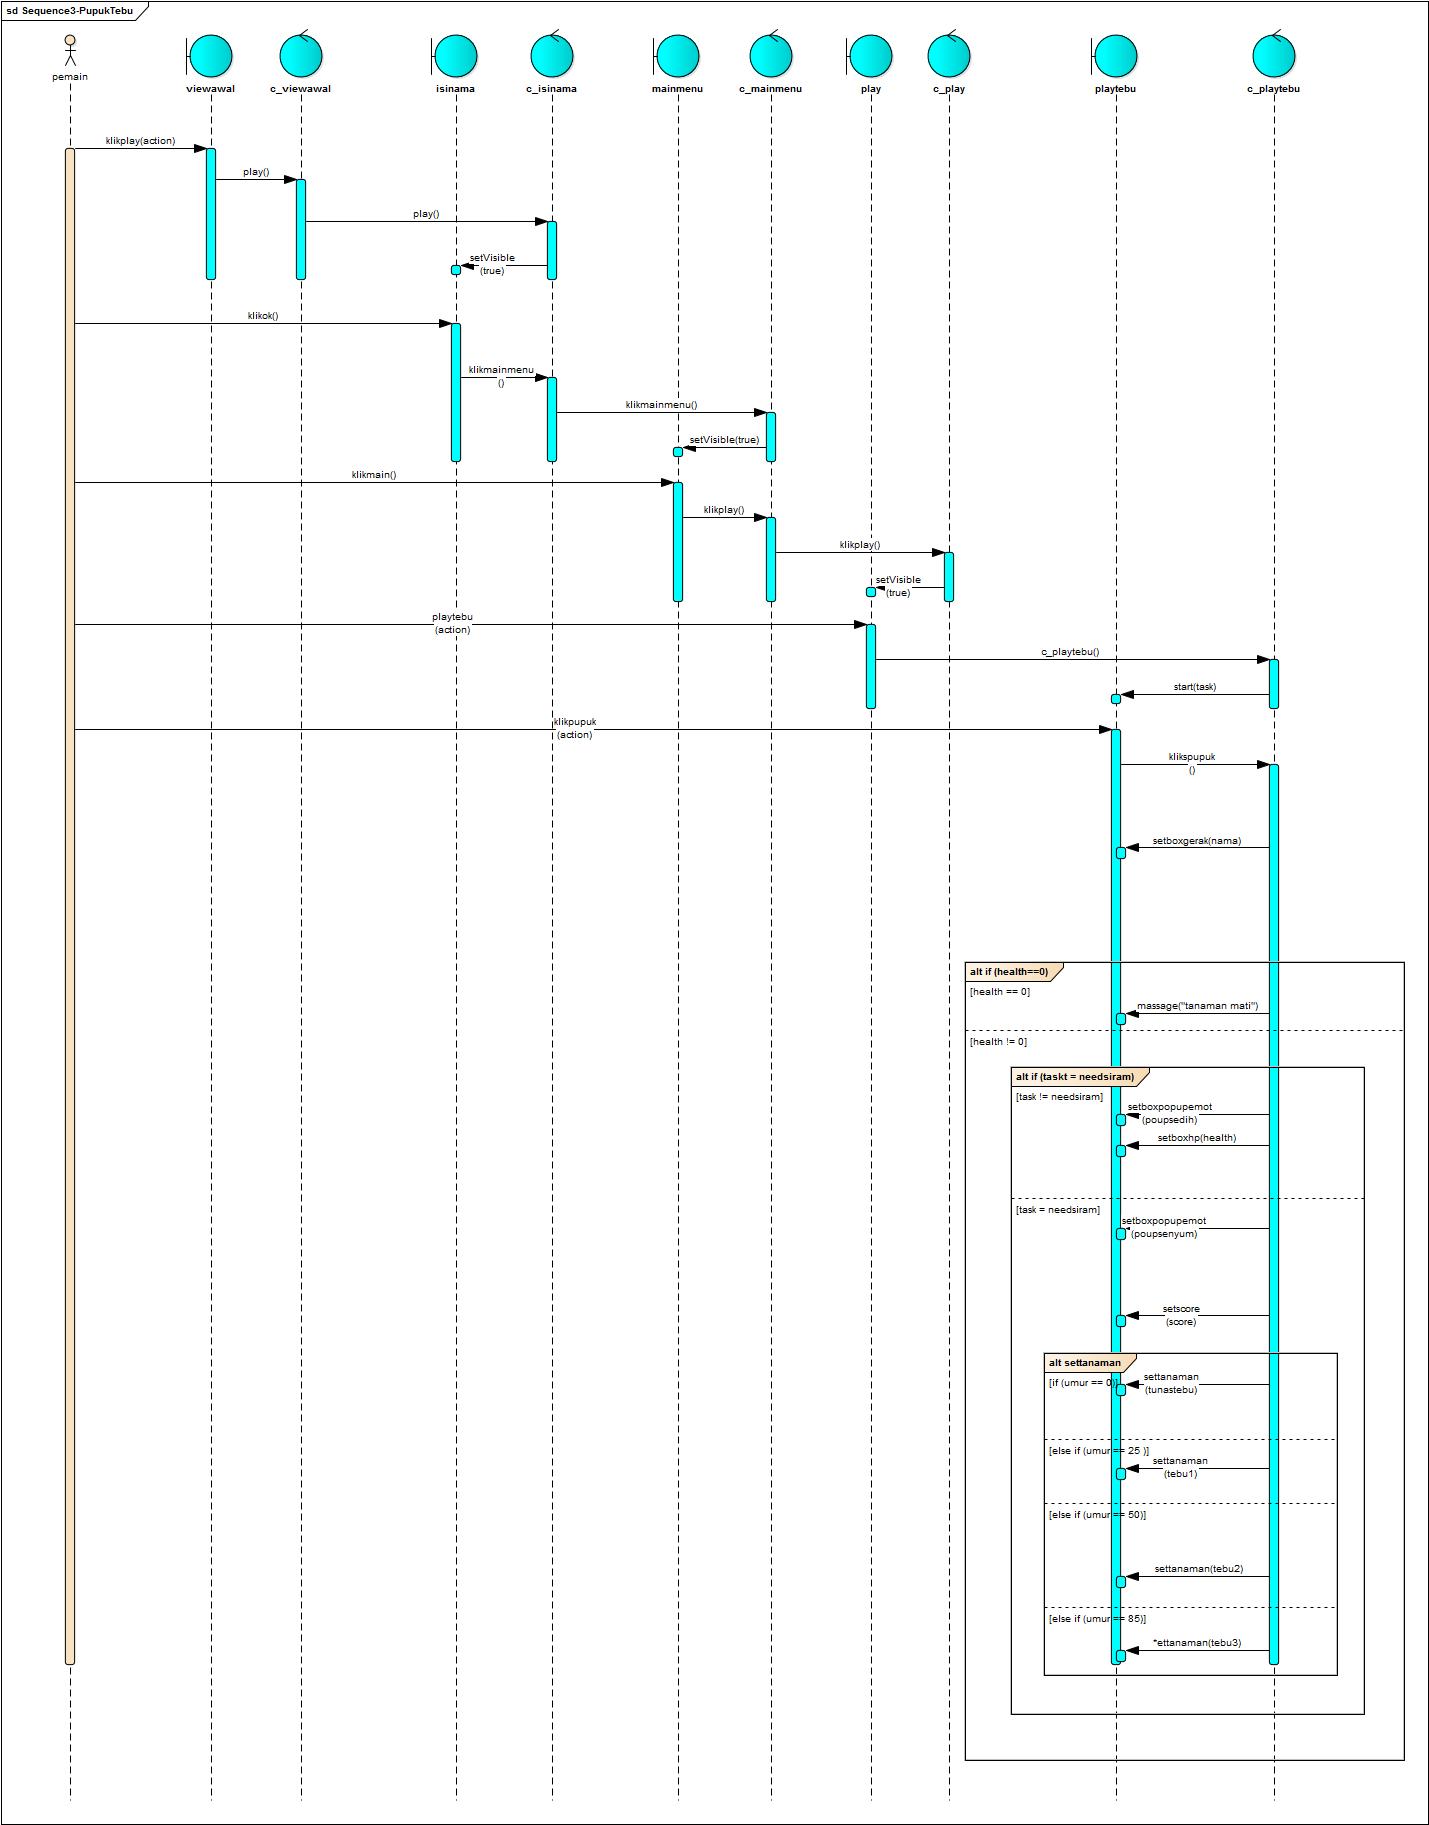 sd Sequence3-PupukTebu
pemain
viewawal
c_viewawal
isinama
c_isinama
mainmenu
c_mainmenu
play
c_play
playtebu
c_playtebu
klikplay(action)
play()
play()
setVisible
(true)
klikok()
klikmainmenu
()
klikmainmenu()
setVisible(true)
klikmain()
klikplay()
klikplay()
setVisible
(true)
playtebu
(action)
c_playtebu()
start(task)
klikpupuk
(action)
klikspupuk
()
setboxgerak(nama)
alt if (health==0)
[health == 0]
massage("tanaman mati")
[health != 0]
alt if (taskt = needsiram)
[task != needsiram]
setboxpopupemot
(poupsedih)
setboxhp(health)
[task = needsiram]
setboxpopupemot
(poupsenyum)
setscore
(score)
alt settanaman
[if (umur == 0)]
settanaman
(tunastebu)
[else if (umur == 25 )]
settanaman
(tebu1)
[else if (umur == 50)]
settanaman(tebu2)
[else if (umur == 85)]
*ettanaman(tebu3)